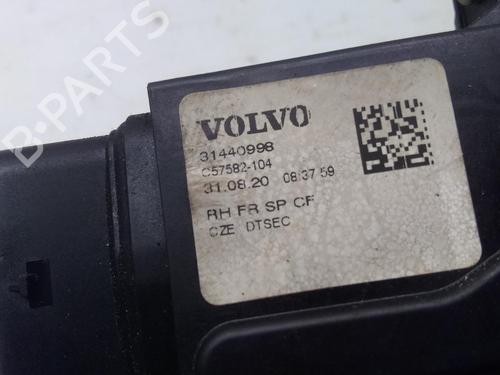 B-PARTS
VOLVO
31440998
C57582-104
31.08.20 08:37:59
RH FR SP CF
CZE DTSEC